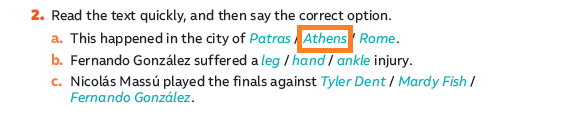 2. Read the text quickly, and then say the correct option.
a. This happened in the city of Patras / Athens / Rome.
b. Fernando González suffered a leg / hand / ankle injury.
c. Nicolás Massú played the finals against Tyler Dent / Mardy Fish /
Fernando González.